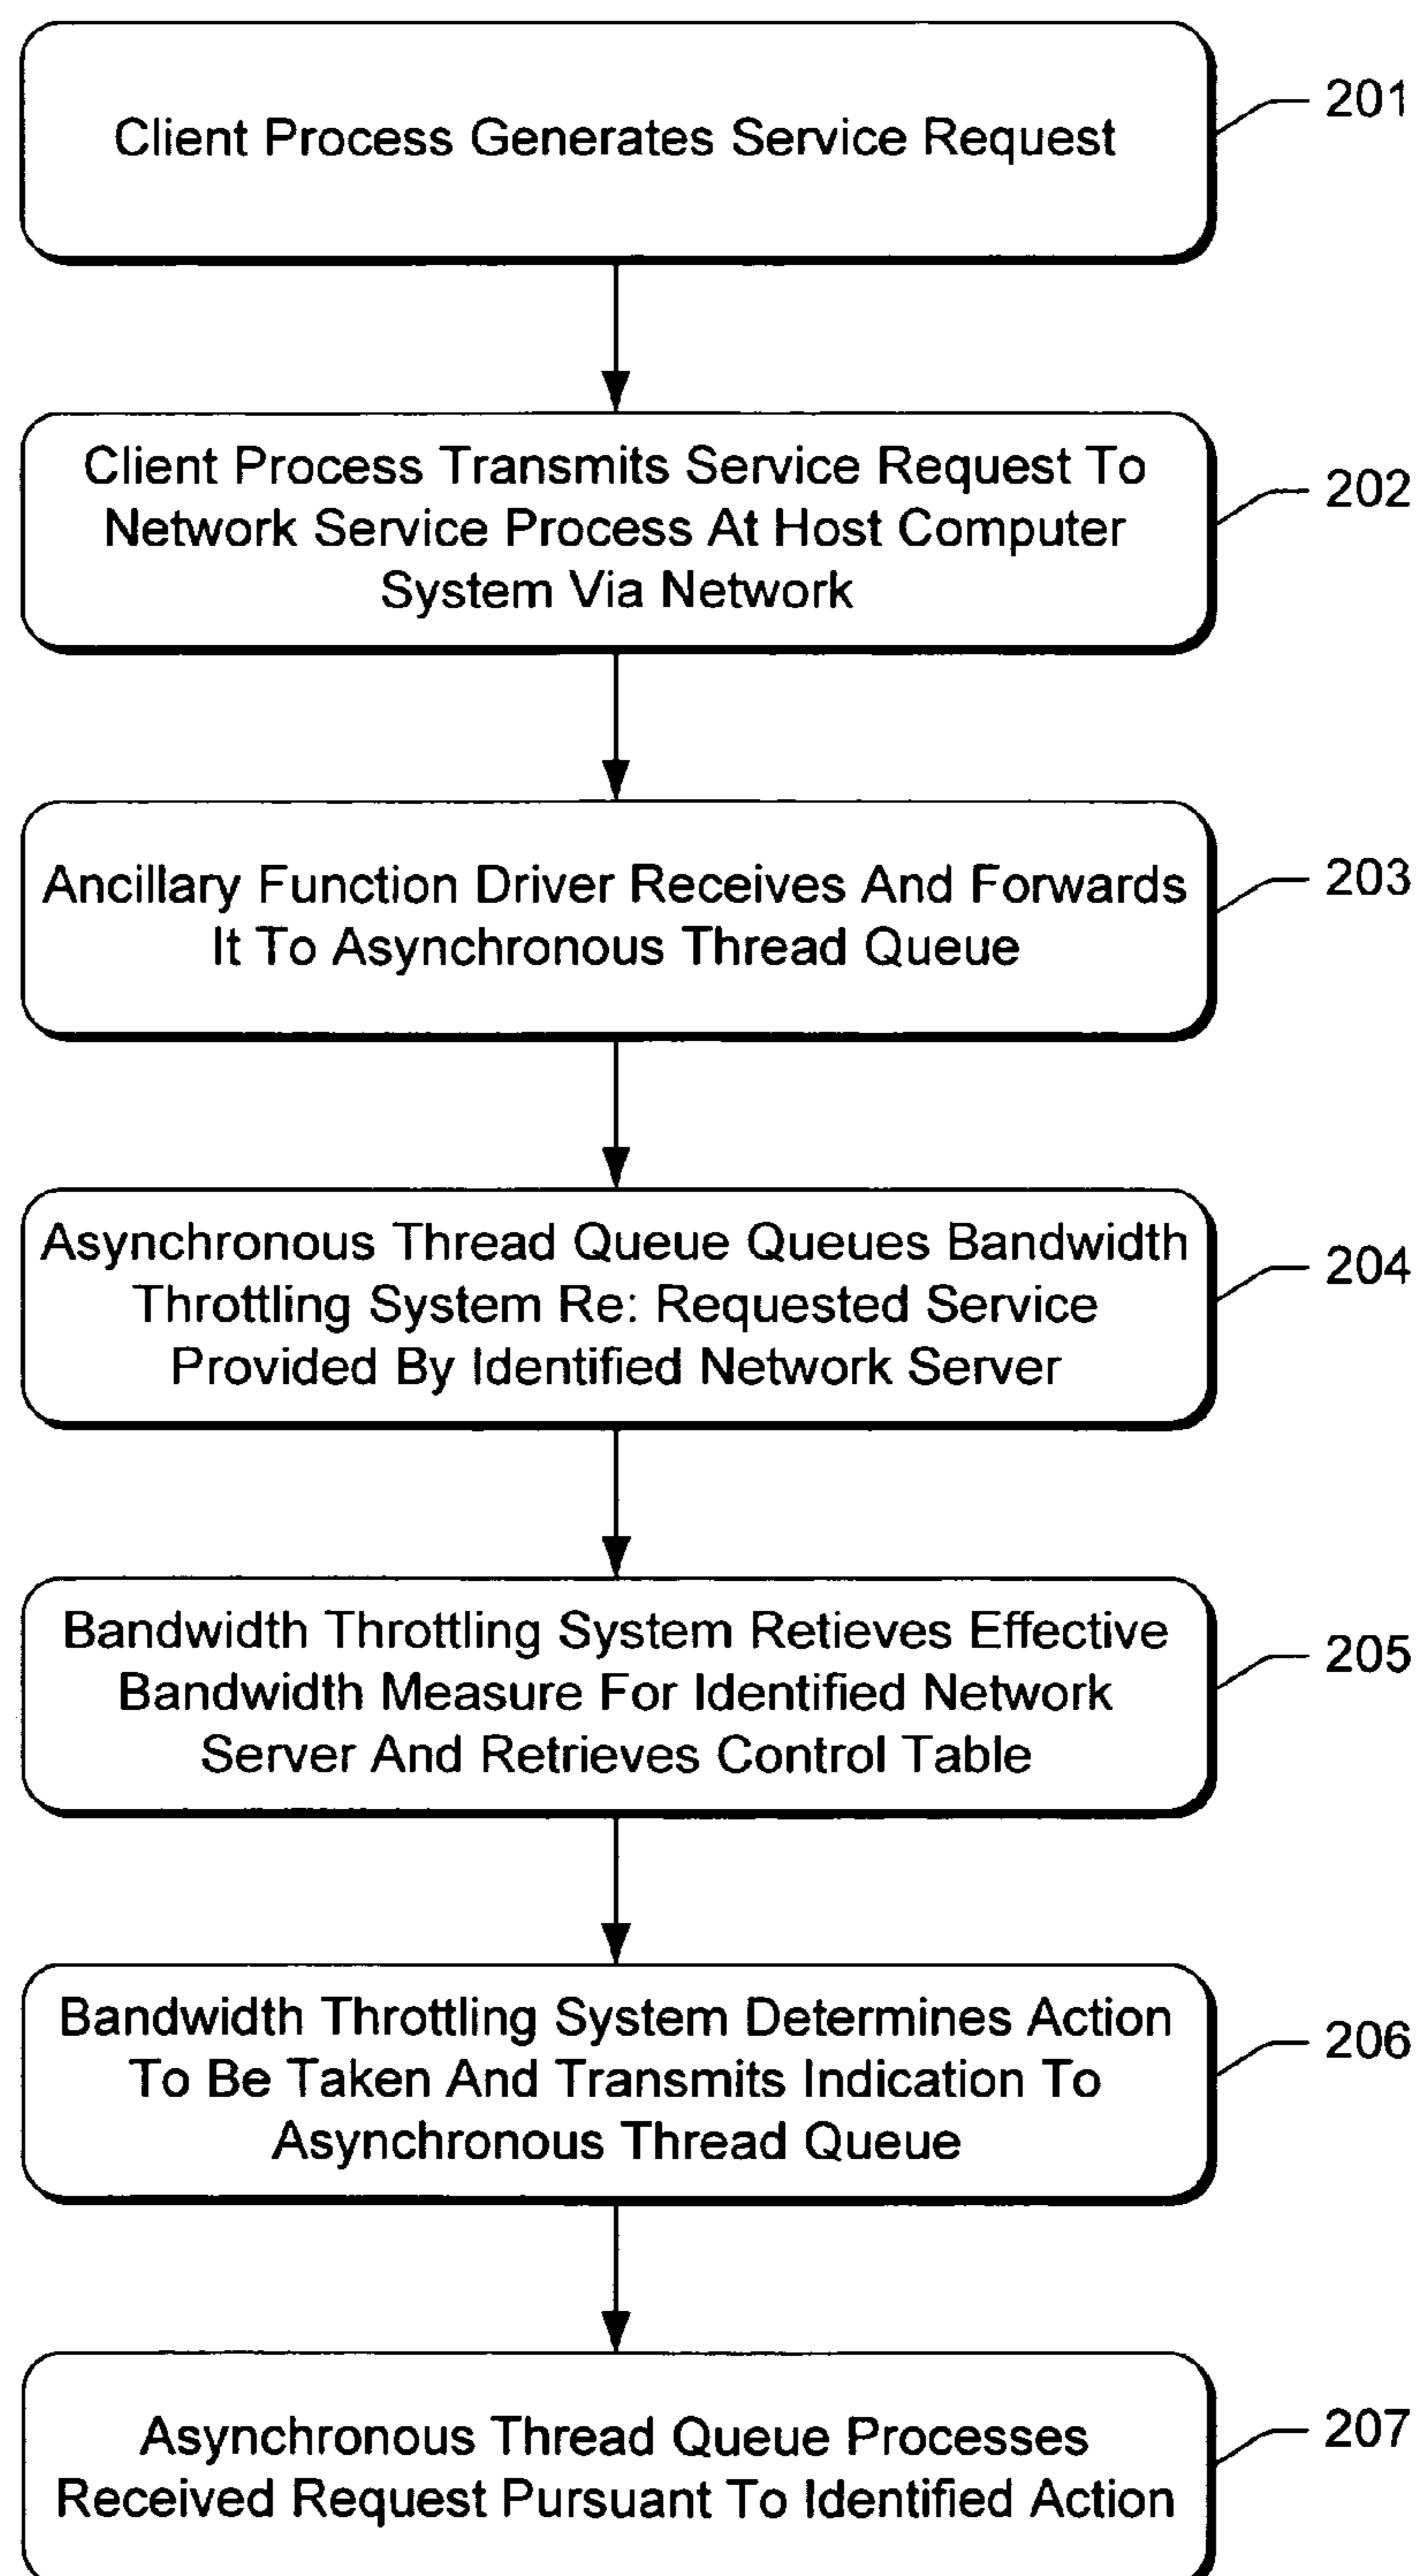 Client Process Generates Service Request
201
Client Process Transmits Service Request To
Network Service Process At Host Computer
System Via Network
202
Ancillary Function Driver Receives And Forwards
It To Asynchronous Thread Queue
203
Asynchronous Thread Queue Queues Bandwidth
Throttling System Re: Requested Service
Provided By Identified Network Server
204
Bandwidth Throttling System Retieves Effective
Bandwidth Measure For Identified Network
Server And Retrieves Control Table
205
Bandwidth Throttling System Determines Action
To Be Taken And Transmits Indication To
Asynchronous Thread Queue
206
Asynchronous Thread Queue Processes
Received Request Pursuant To Identified Action
207